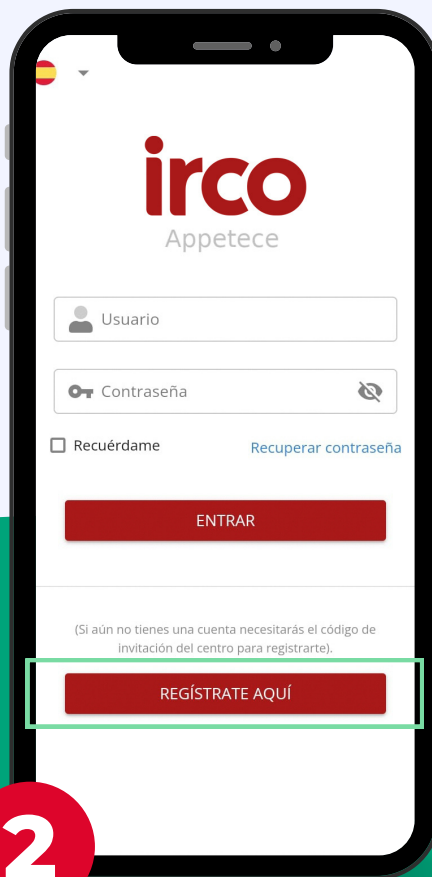 irco
Appetece
Usuario
Contraseña
Recuérdame
Recuperar contraseña
ENTRAR
(Si aún no tienes una cuenta necesitarás el código de
invitación del centro para registrarte).
REGÍSTRATE AQUÍ
2